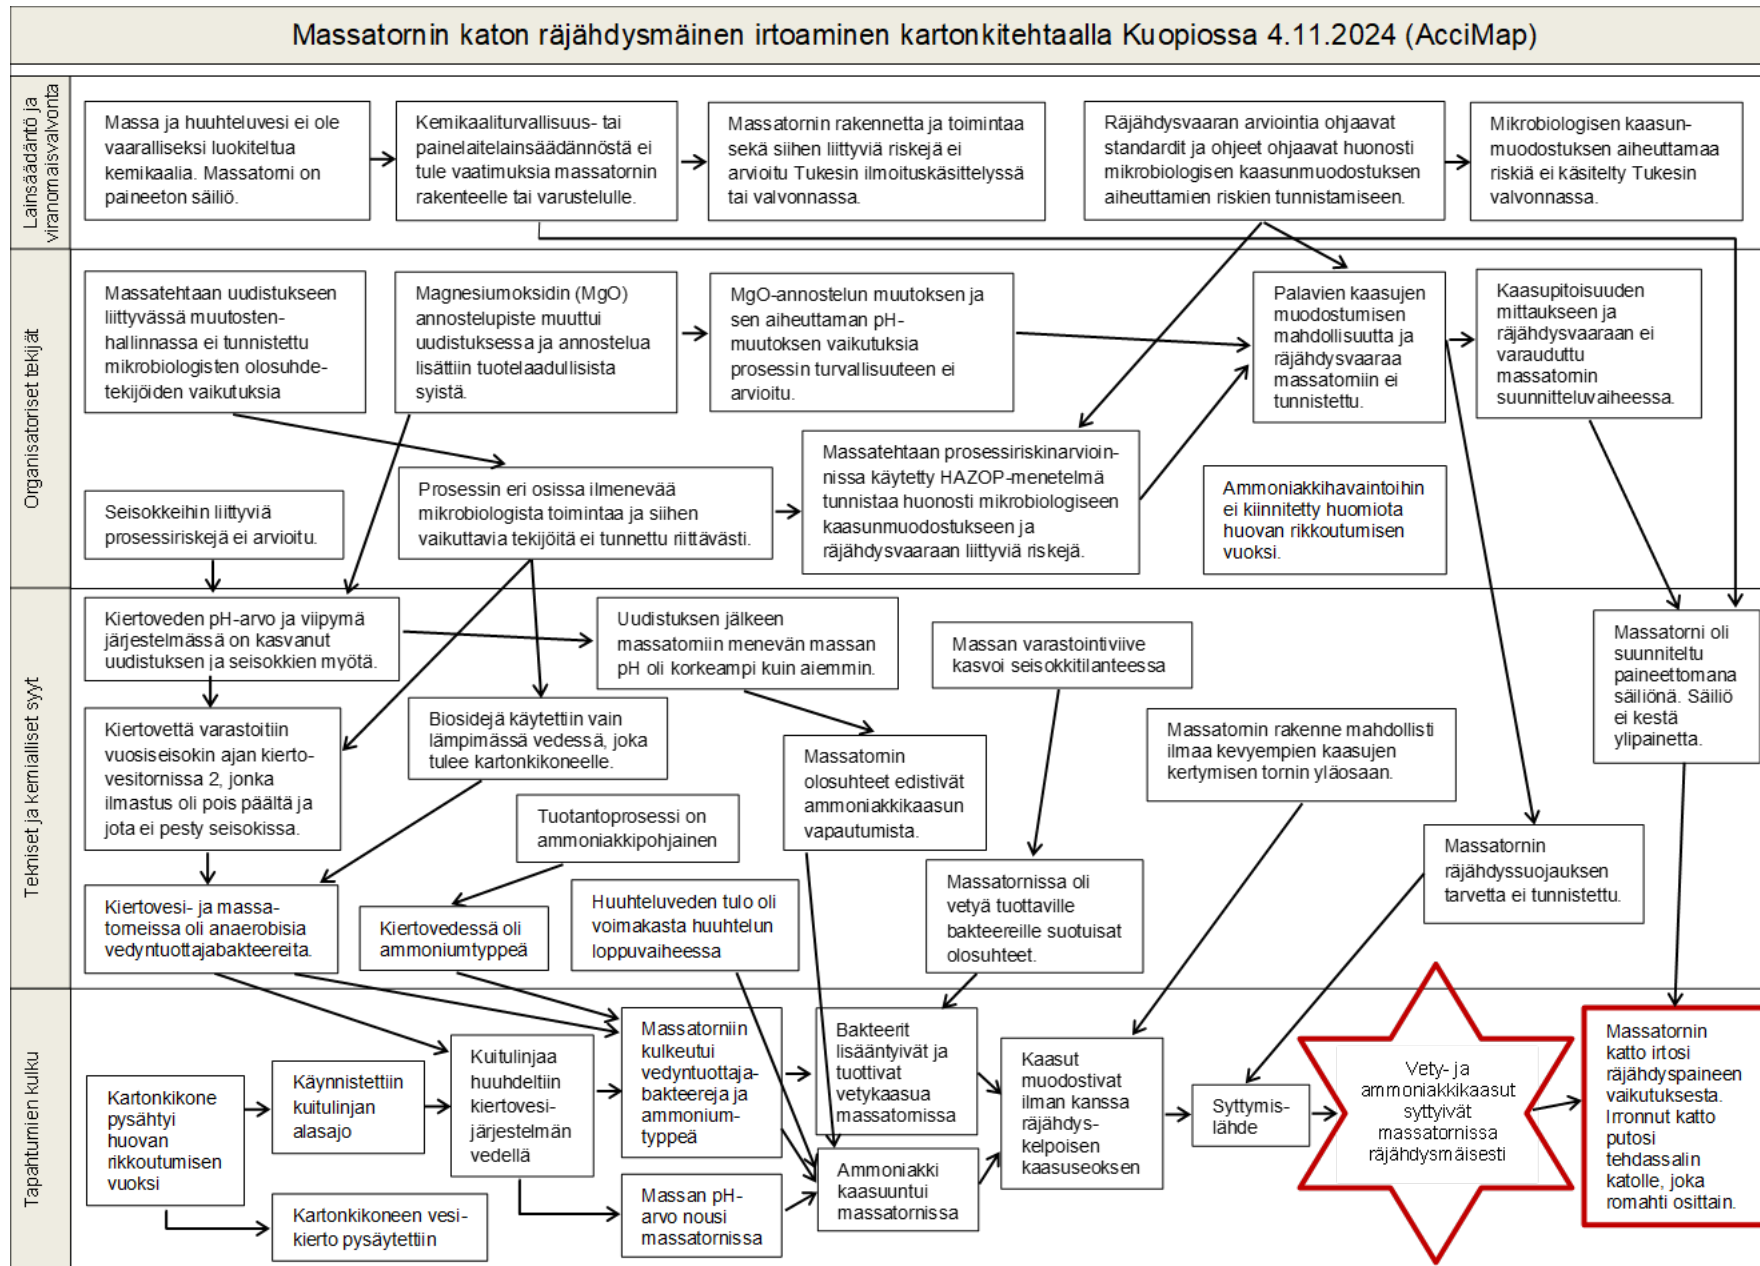 Massatornin katon räjähdysmäinen irtoaminen kartonkitehtaalla Kuopiossa 4.11.2024 (AcciMap)
Lainsäädäntö ja
viranomaisvalvonta
Massa ja huuhteluvesi ei ole
vaaralliseksi luokiteltua
kemikaalia. Massatorni on
paineeton säiliö.
Kemikaaliturvallisuus- tai
painelaitelainsäädännöstä ei
tule vaatimuksia massatornin
rakenteelle tai varustelulle.
Massatornin rakennetta ja toimintaa
sekä siihen liittyviä riskejä ei
arvioitu Tukesin ilmoituskäsittelyssä
tai valvonnassa.
Räjähdysvaaran arviointia ohjaavat
standardit ja ohjeet ohjaavat huonosti
mikrobiologisen kaasunmuodostuksen
aiheuttamien riskien tunnistamiseen.
Mikrobiologisen kaasun-
muodostuksen aiheuttamaa
riskiä ei käsitelty Tukesin
valvonnassa.
Organisatoriset tekijät
Massatehtaan uudistukseen
liittyvässä muutosten-
hallinnassa ei tunnistettu
mikrobiologisten olosuhde-
tekijöiden vaikutuksia
Magnesiumoksidin (MgO)
annostelupiste muuttui
uudistuksessa ja annostelua
lisättiin tuotelaadullisista
syistä.
MgO-annostelun muutoksen ja
sen aiheuttaman pH-
muutoksen vaikutuksia
prosessin turvallisuuteen ei
arvioitu.
Palavien kaasujen
muodostumisen
mahdollisuutta ja
räjähdysvaaraa
massatorniin ei
tunnistettu.
Kaasupitoisuuden
mittaukseen ja
räjähdysvaaraan ei
varauduttu
massatornin
suunnitteluvaiheessa.
Seisokkeihin liittyviä
prosessiriskejä ei arvioitu.
Prosessin eri osissa ilmenevää
mikrobiologista toimintaa ja siihen
vaikuttavia tekijöitä ei tunnettu riittävästi.
Massatehtaan prosessiriskinarvioin-
nissa käytetty HAZOP-menetelmä
tunnistaa huonosti mikrobiologiseen
kaasunmuodostukseen ja
räjähdysvaaraan liittyviä riskejä.
Ammoniakkihavaintoihin
ei kiinnitetty huomiota
huovan rikkoutumisen
vuoksi.
Tekniset ja kemialliset syyt
Kiertoveden pH-arvo ja viipymä
järjestelmässä on kasvanut
uudistuksen ja seisokkien myötä.
Uudistuksen jälkeen
massatorniin menevän massan
pH oli korkeampi kuin aiemmin.
Massan varastointiviive
kasvoi seisokkitilanteessa
Massatorni oli
suunniteltu
paineettomana
säiliönä. Säiliö
ei kestä
ylipainetta.
Kiertovettä varastoitiin
vuosiseisokin ajan kierto-
vesitornissa 2, jonka
ilmastus oli pois päältä ja
jota ei pesty seisokissa.
Biosidejä käytettiin vain
lämpimässä vedessä, joka
tulee kartonkikoneelle.
Massatornin
olosuhteet edistivät
ammoniakkikaasun
vapautumista.
Massatornin rakenne mahdollisti
ilmaa kevyempien kaasujen
kertymisen tornin yläosaan.
Tuotantoprosessi on
ammoniakkipohjainen
Massatornin
räjähdyssuojauksen
tarvetta ei tunnistettu.
Kiertovesi- ja massa-
torneissa oli anaerobisia
vedyntuottajabakteereita.
Kiertovedessä oli
ammoniumtyppeä
Huuhteluveden tulo oli
voimakasta huuhtelun
loppuvaiheessa
Massatornissa oli
vetyä tuottaville
bakteereille suotuisat
olosuhteet.
Tapahtumien kulku
Kartonkikone
pysähtyi
huovan
rikkoutumisen
vuoksi
Käynnistettiin
kuitulinjan
alasajo
Kartonkikoneen vesi-
kierto pysäytettiin
Kuitulinjaa
huuhdeltiin
kiertovesi-
järjestelmän
vedellä
Massatorniin
kulkeutui
vedyntuottaja-
bakteereja ja
ammonium-
typpeä
Massan pH-
arvo nousi
massatornissa
Bakteerit
lisääntyivät ja
tuottivat
vetykaasua
massatornissa
Ammoniakki
kaasuuntui
massatornissa
Kaasut
muodostivat
ilman kanssa
räjähdys-
kelpoisen
kaasuseoksen
Syttymis-
lähde
Vety- ja
ammoniakkikaasut
syttyivät
massatornissa
räjähdysmäisesti
Massatornin
katto irtosi
räjähdyspaineen
vaikutuksesta.
Irronnut katto
putosi
tehdassalin
katolle, joka
romahti osittain.